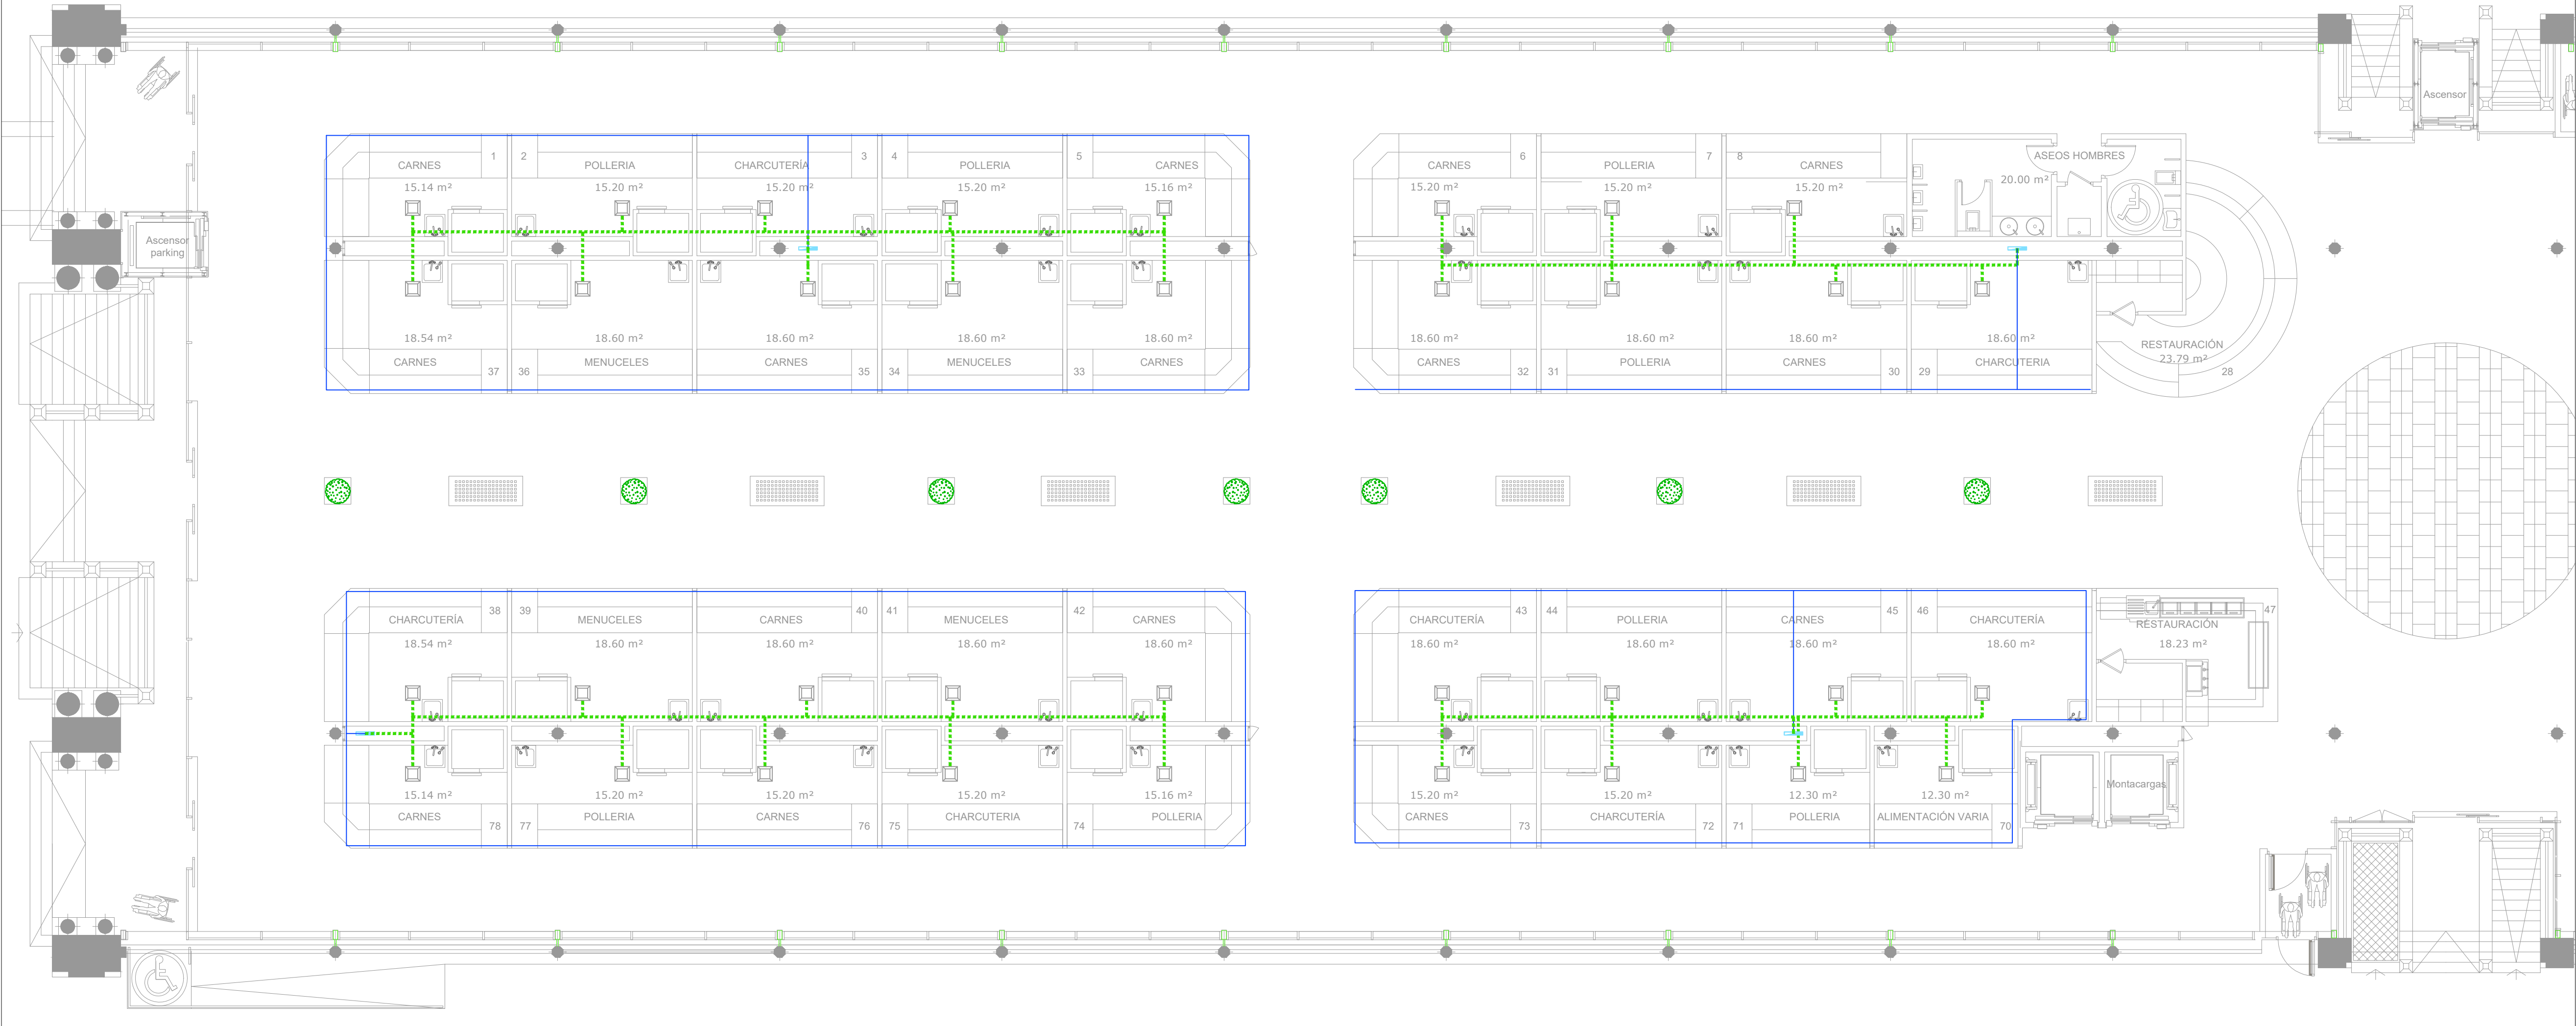 Ascensor
1 2 3 4 5 6 7 8
CARNES POLLERIA CHARCUTERÍA POLLERIA CARNES CARNES POLLERIA CARNES ASEOS HOMBRES
15.14 m² 15.20 m² 15.20 m² 15.20 m² 15.16 m² 15.20 m² 15.20 m² 15.20 m² 20.00 m²
Ascensor
parking
18.54 m² 18.60 m² 18.60 m² 18.60 m² 18.60 m² 18.60 m² 18.60 m² 18.60 m² 18.60 m²
RESTAURACIÓN
23.79 m²
CARNES MENUCELES CARNES MENUCELES CARNES CARNES POLLERIA CARNES CHARCUTERIA
37 36 35 34 33 32 31 30 29 28
38 39 40 41 42 43 44 45 46 47
CHARCUTERÍA MENUCELES CARNES MENUCELES CARNES CHARCUTERÍA POLLERIA CARNES CHARCUTERÍA RESTAURACIÓN
18.54 m² 18.60 m² 18.60 m² 18.60 m² 18.60 m² 18.60 m² 18.60 m² 18.60 m² 18.60 m² 18.23 m²
Montacargas
15.14 m² 15.20 m² 15.20 m² 15.20 m² 15.16 m² 15.20 m² 15.20 m² 12.30 m² 12.30 m²
CARNES POLLERIA CARNES CHARCUTERIA POLLERIA CARNES CHARCUTERÍA POLLERIA ALIMENTACIÓN VARIA
78 77 76 75 74 73 72 71 70